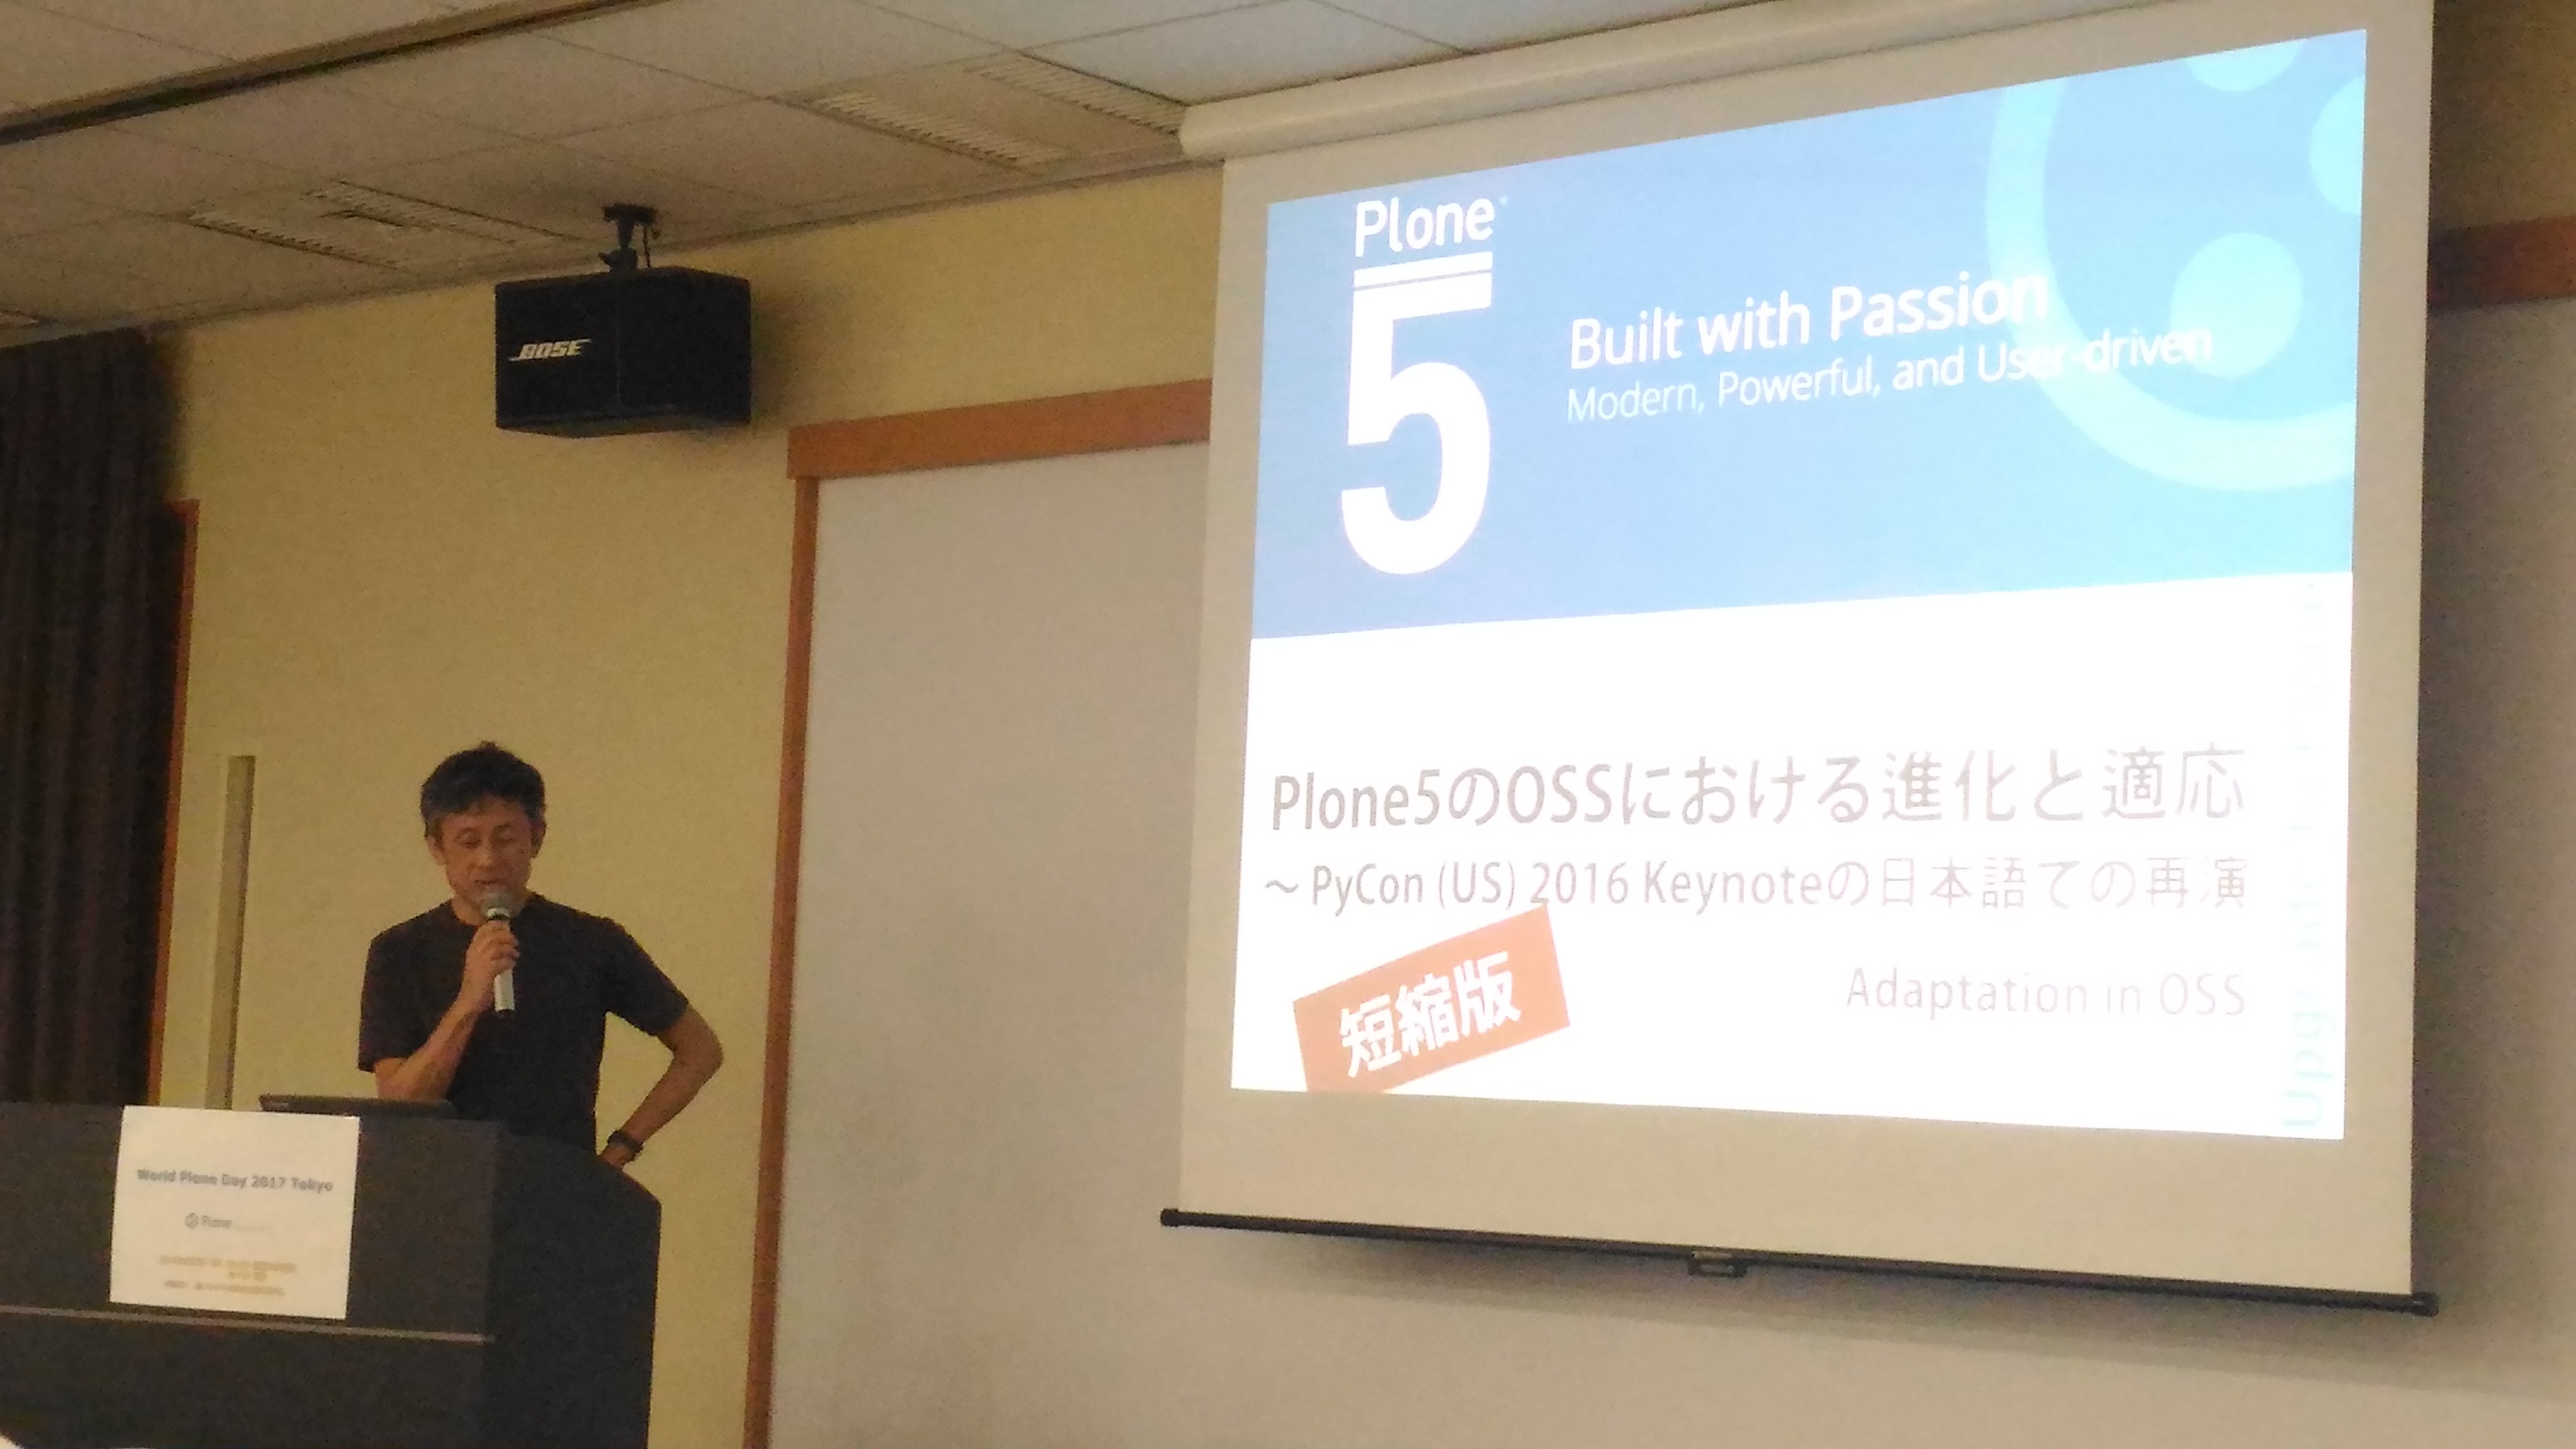 BOSE
Plone
5
Built with Passion
Modern, Powerful, and User-driven
Plone5のOSSにおける進化と適応
～ PyCon (US) 2016 Keynoteの日本語での再演
短縮版
Adaptation in OSS
World Plone Day 2017 Tokyo
Plone